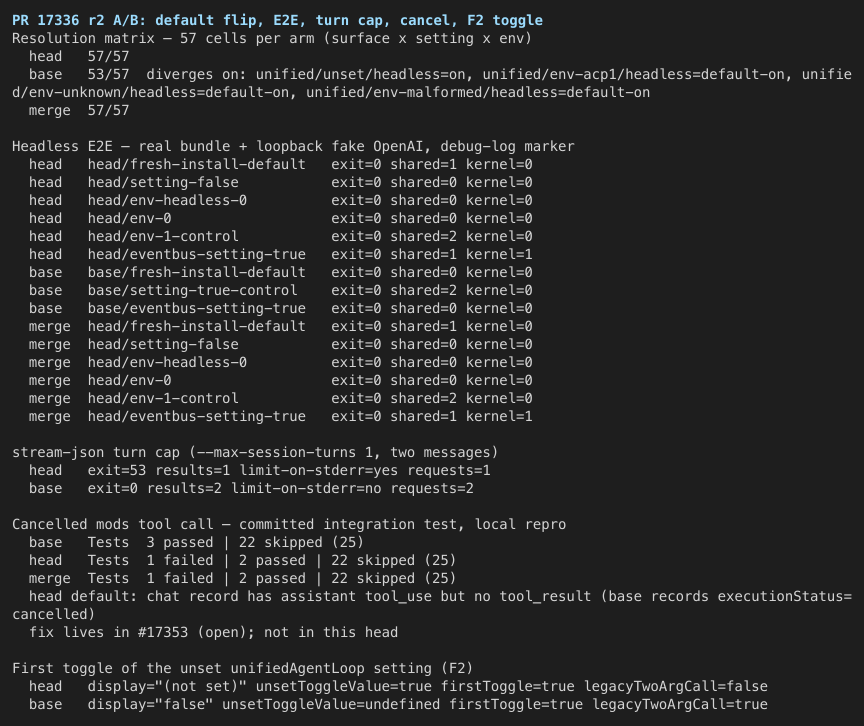 PR 17336 r2 A/B: default flip, E2E, turn cap, cancel, F2 toggle
Resolution matrix — 57 cells per arm (surface x setting x env)
  head   57/57
  base   53/57  diverges on: unified/unset/headless=on, unified/env-acp1/headless=default-on, unifie
d/env-unknown/headless=default-on, unified/env-malformed/headless=default-on
  merge  57/57

Headless E2E — real bundle + loopback fake OpenAI, debug-log marker
  head   head/fresh-install-default   exit=0 shared=1 kernel=0
  head   head/setting-false           exit=0 shared=0 kernel=0
  head   head/env-headless-0          exit=0 shared=0 kernel=0
  head   head/env-0                   exit=0 shared=0 kernel=0
  head   head/env-1-control           exit=0 shared=2 kernel=0
  head   head/eventbus-setting-true   exit=0 shared=1 kernel=1
  base   base/fresh-install-default   exit=0 shared=0 kernel=0
  base   base/setting-true-control    exit=0 shared=2 kernel=0
  base   base/eventbus-setting-true   exit=0 shared=0 kernel=0
  merge  head/fresh-install-default   exit=0 shared=1 kernel=0
  merge  head/setting-false           exit=0 shared=0 kernel=0
  merge  head/env-headless-0          exit=0 shared=0 kernel=0
  merge  head/env-0                   exit=0 shared=0 kernel=0
  merge  head/env-1-control           exit=0 shared=2 kernel=0
  merge  head/eventbus-setting-true   exit=0 shared=1 kernel=1

stream-json turn cap (--max-session-turns 1, two messages)
  head   exit=53 results=1 limit-on-stderr=yes requests=1
  base   exit=0 results=2 limit-on-stderr=no requests=2

Cancelled mods tool call — committed integration test, local repro
  base   Tests  3 passed | 22 skipped (25)
  head   Tests  1 failed | 2 passed | 22 skipped (25)
  merge  Tests  1 failed | 2 passed | 22 skipped (25)
  head default: chat record has assistant tool_use but no tool_result (base records executionStatus=
cancelled)
  fix lives in #17353 (open); not in this head

First toggle of the unset unifiedAgentLoop setting (F2)
  head   display="(not set)" unsetToggleValue=true firstToggle=true legacyTwoArgCall=false
  base   display="false" unsetToggleValue=undefined firstToggle=true legacyTwoArgCall=true